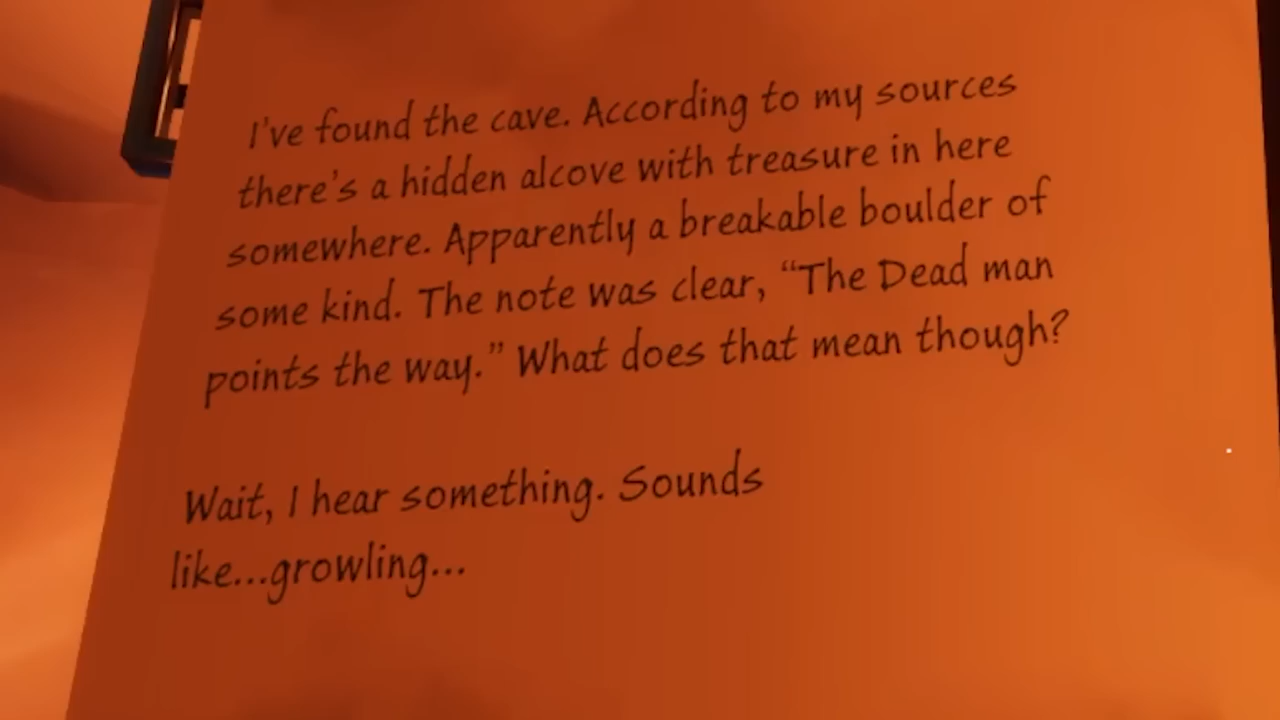 I've found the cave. According to my sources
there's a hidden alcove with treasure in here
somewhere. Apparently a breakable boulder of
some kind. The note was clear, “The Dead man
points the way.” What does that mean though?
Wait, I hear something. Sounds
like...growling...